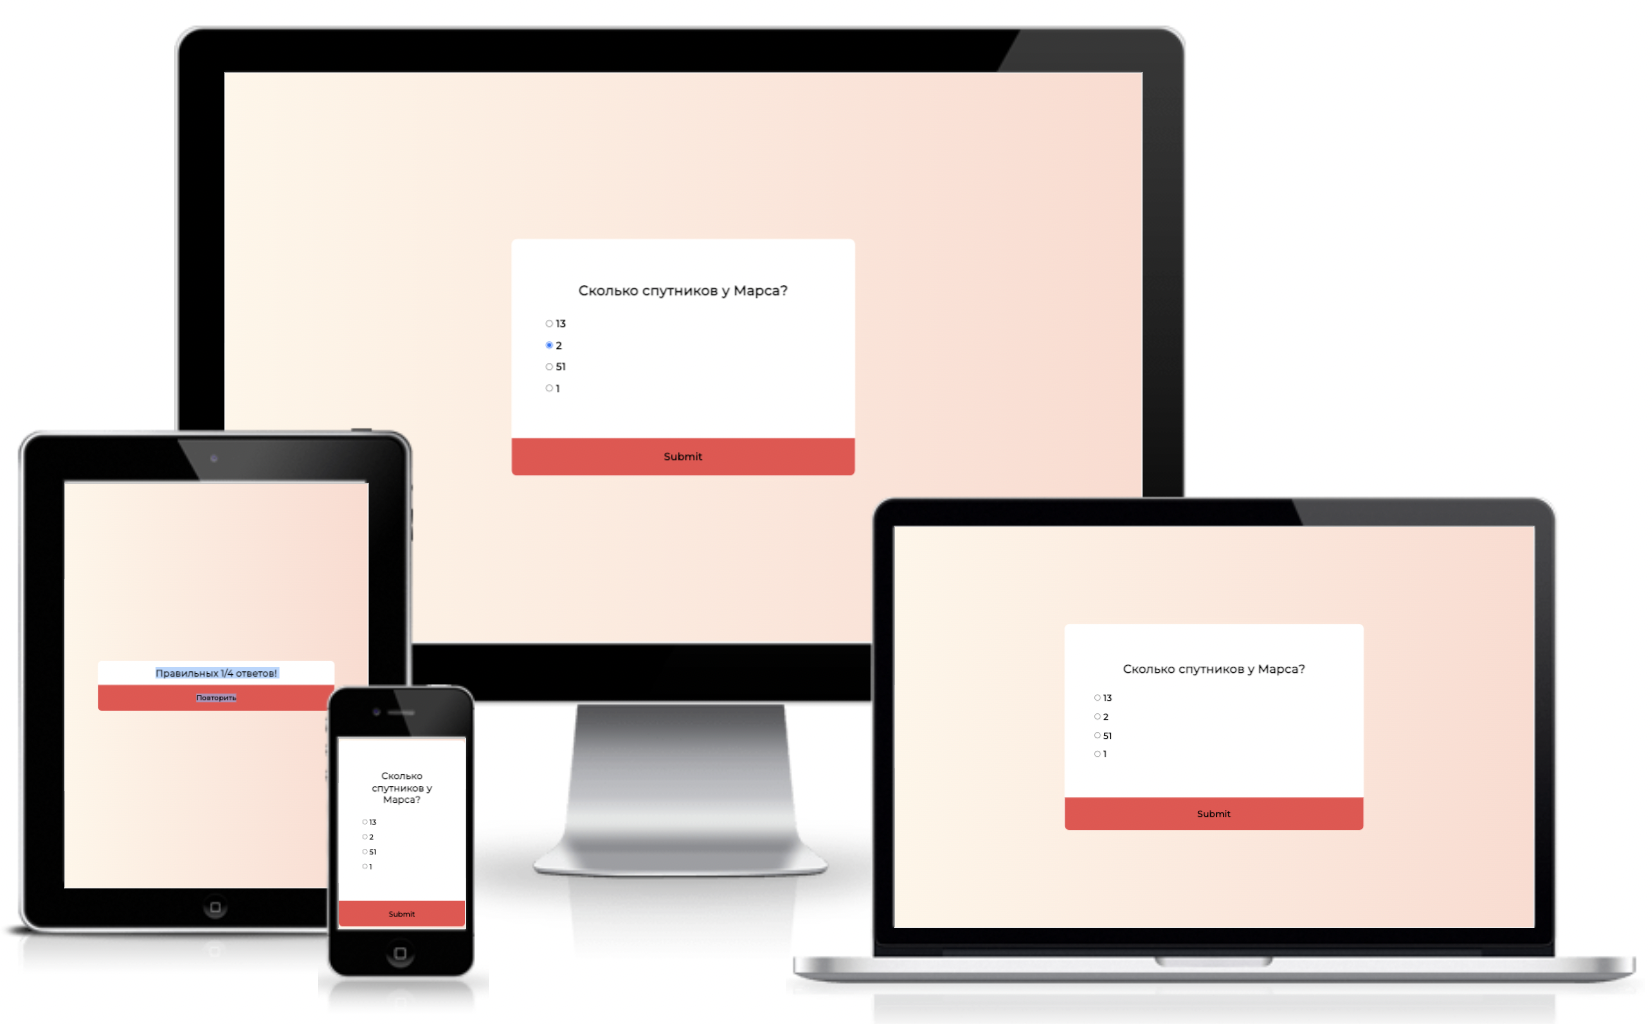 Сколько спутников у Марса?
13
2
51
1
Submit
Правильных 1/4 ответов!
Повторить
Сколько
спутников у
Марса?
13
2
51
1
Submit
Сколько спутников у Марса?
13
2
51
1
Submit